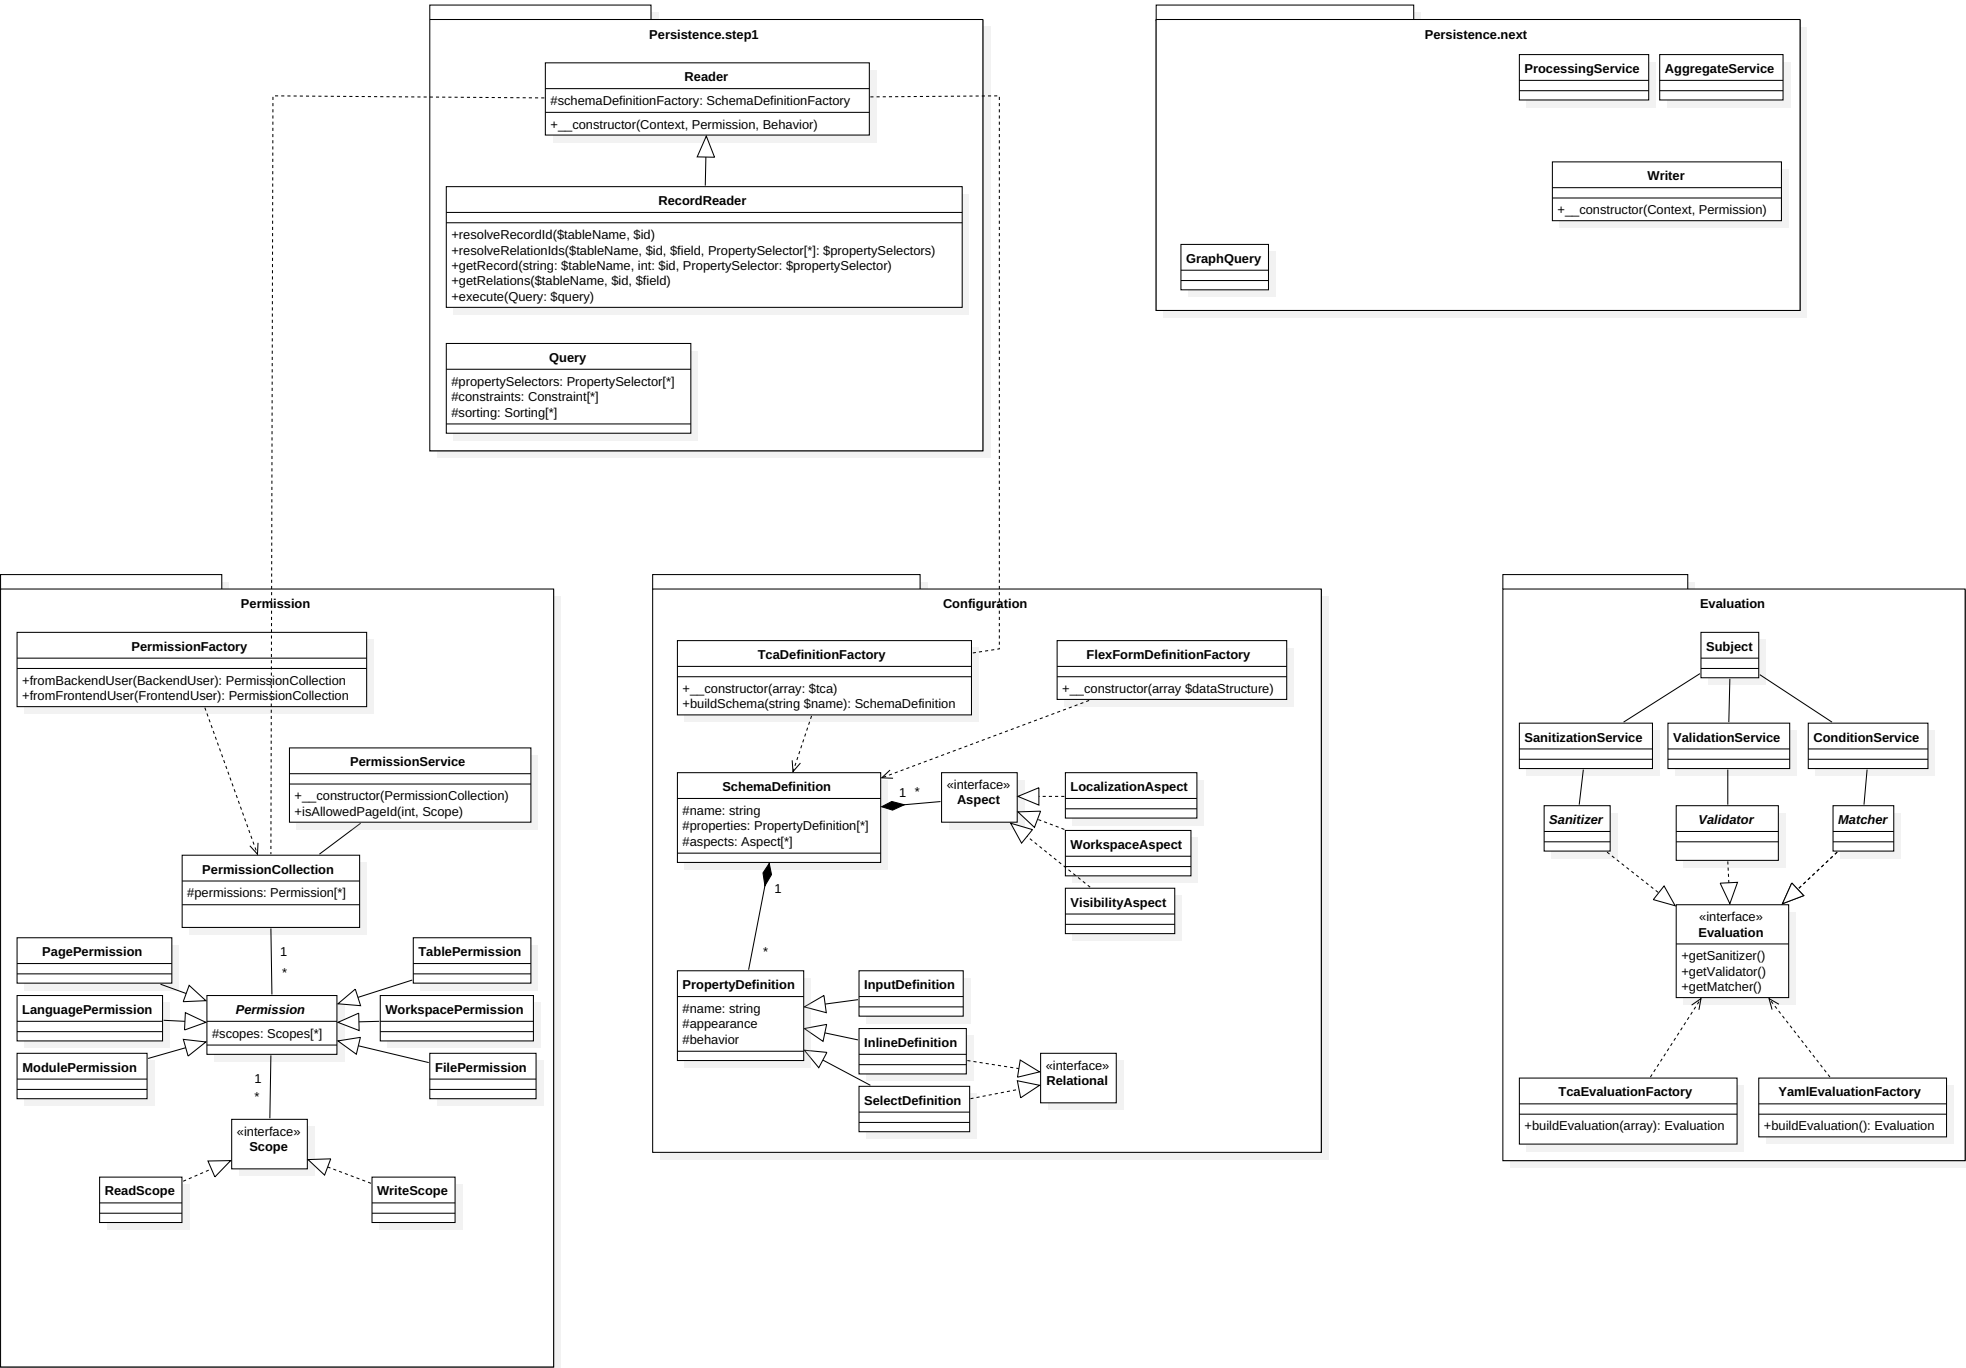 Persistence.step1
Reader
#schemaDefinitionFactory: SchemaDefinitionFactory
+__constructor(Context, Permission, Behavior)
RecordReader
+resolveRecordId($tableName, $id)
+resolveRelationIds($tableName, $id, $field, PropertySelector[*]: $propertySelectors)
+getRecord(string: $tableName, int: $id, PropertySelector: $propertySelector)
+getRelations($tableName, $id, $field)
+execute(Query: $query)
Query
#propertySelectors: PropertySelector[*]
#constraints: Constraint[*]
#sorting: Sorting[*]
Persistence.next
ProcessingService
AggregateService
Writer
+__constructor(Context, Permission)
GraphQuery
Permission
PermissionFactory
+fromBackendUser(BackendUser): PermissionCollection
+fromFrontendUser(FrontendUser): PermissionCollection
PermissionService
+__constructor(PermissionCollection)
+isAllowedPageId(int, Scope)
PermissionCollection
#permissions: Permission[*]
1
*
PagePermission
TablePermission
LanguagePermission
Permission
#scopes: Scopes[*]
WorkspacePermission
ModulePermission
FilePermission
1
*
«interface»
Scope
ReadScope
WriteScope
Configuration
TcaDefinitionFactory
+__constructor(array: $tca)
+buildSchema(string $name): SchemaDefinition
FlexFormDefinitionFactory
+__constructor(array $dataStructure)
SchemaDefinition
#name: string
#properties: PropertyDefinition[*]
#aspects: Aspect[*]
1 *
«interface»
Aspect
LocalizationAspect
WorkspaceAspect
VisibilityAspect
1
*
PropertyDefinition
#name: string
#appearance
#behavior
InputDefinition
InlineDefinition
SelectDefinition
«interface»
Relational
Evaluation
Subject
SanitizationService
ValidationService
ConditionService
Sanitizer
Validator
Matcher
«interface»
Evaluation
+getSanitizer()
+getValidator()
+getMatcher()
TcaEvaluationFactory
+buildEvaluation(array): Evaluation
YamlEvaluationFactory
+buildEvaluation(): Evaluation